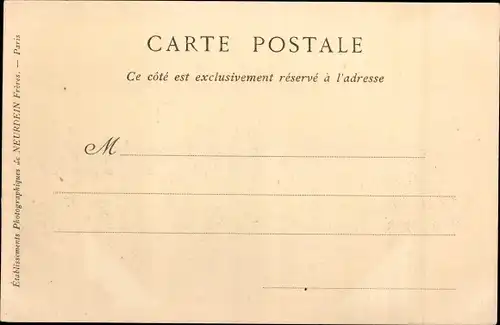 CARTE POSTALE
Ce côté est exclusivement réservé à l'adresse
M
Établissements Photographiques de NEURDEIN Frères. — Paris